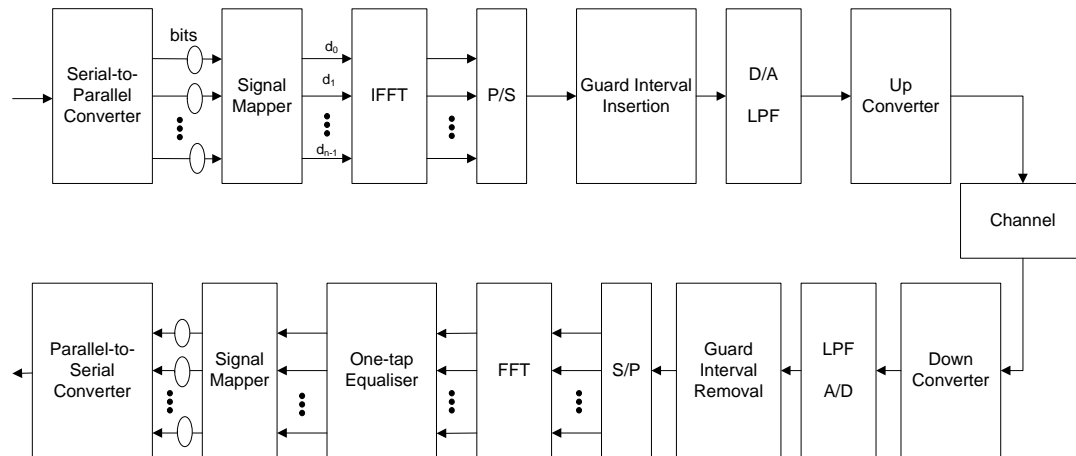 bits
Serial-to-
Parallel
Converter
Signal
Mapper
d0
d1
dn-1
IFFT
P/S
Guard Interval
Insertion
D/A
LPF
Up
Converter
Channel
Parallel-to-
Serial
Converter
Signal
Mapper
One-tap
Equaliser
FFT
S/P
Guard
Interval
Removal
LPF
A/D
Down
Converter